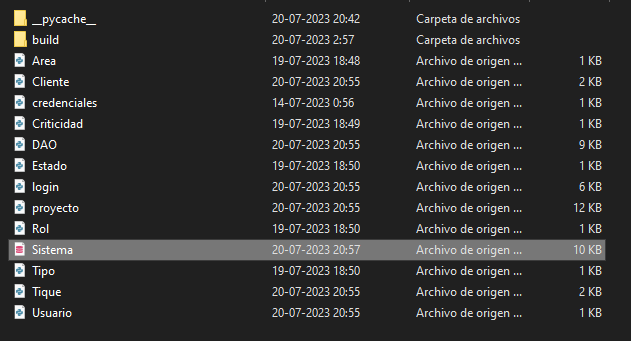 __pycache__ 20-07-2023 20:42 Carpeta de archivos
build 20-07-2023 2:57 Carpeta de archivos
Area 19-07-2023 18:48 Archivo de origen ... 1 KB
Cliente 20-07-2023 20:55 Archivo de origen ... 2 KB
credenciales 14-07-2023 0:56 Archivo de origen ... 1 KB
Criticidad 19-07-2023 18:49 Archivo de origen ... 1 KB
DAO 20-07-2023 20:55 Archivo de origen ... 9 KB
Estado 19-07-2023 18:50 Archivo de origen ... 1 KB
login 20-07-2023 20:55 Archivo de origen ... 6 KB
proyecto 20-07-2023 20:55 Archivo de origen ... 12 KB
Rol 19-07-2023 18:50 Archivo de origen ... 1 KB
Sistema 20-07-2023 20:57 Archivo de origen ... 10 KB
Tipo 19-07-2023 18:50 Archivo de origen ... 1 KB
Tique 20-07-2023 20:55 Archivo de origen ... 2 KB
Usuario 20-07-2023 20:55 Archivo de origen ... 1 KB